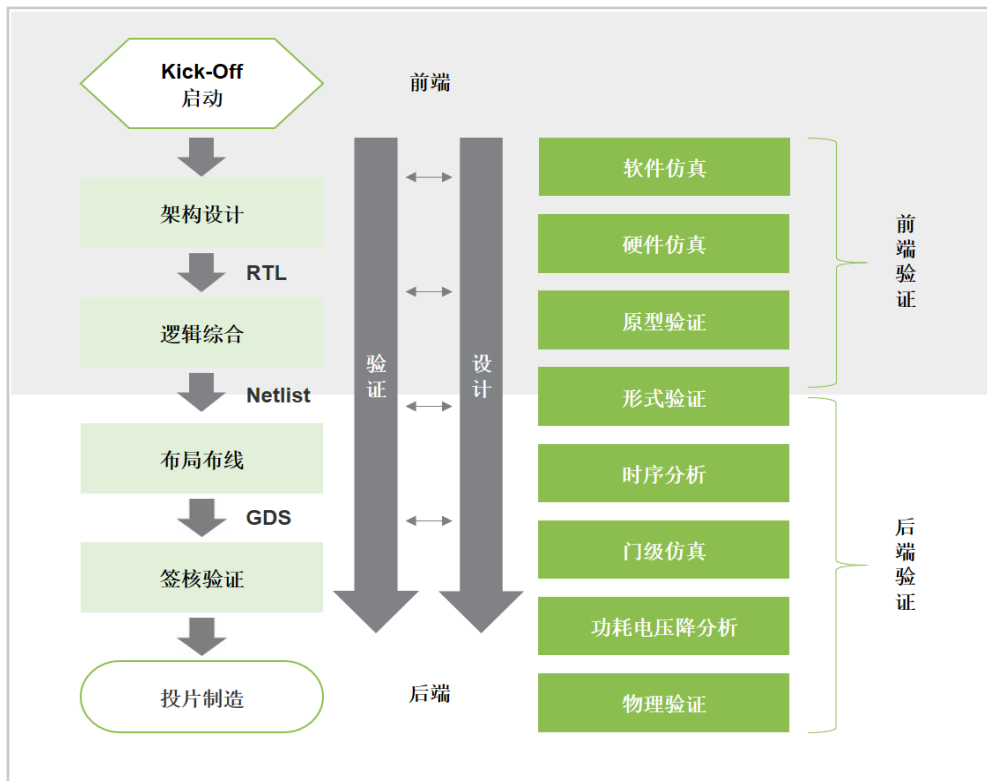 Kick-Off
启动
前端
架构设计
RTL
逻辑综合
Netlist
布局布线
GDS
签核验证
投片制造
验证
设计
后端
软件仿真
硬件仿真
原型验证
形式验证
时序分析
门级仿真
功耗电压降分析
物理验证
前端验证
后端验证